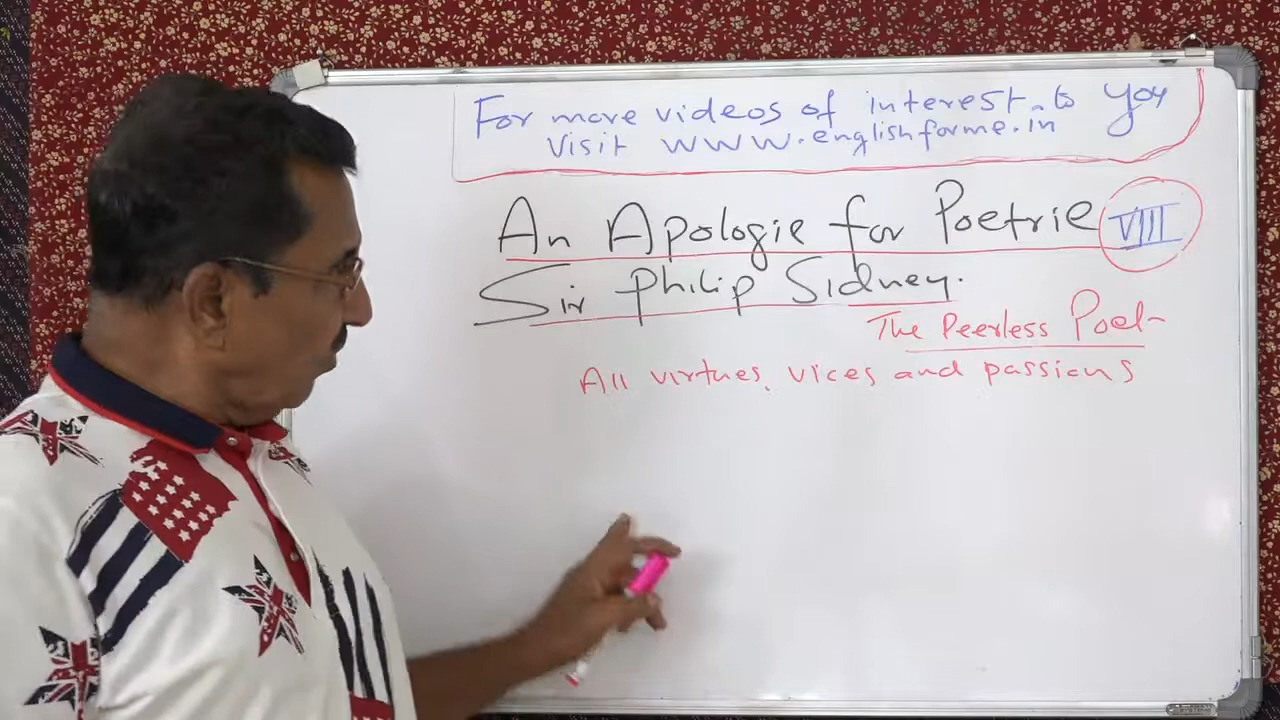 For more videos of interest to you
Visit www.englishforme.in
An Apologie for Poetrie VIII
Sir Philip Sidney.
The Peerless Poet
All virtues, vices and passions